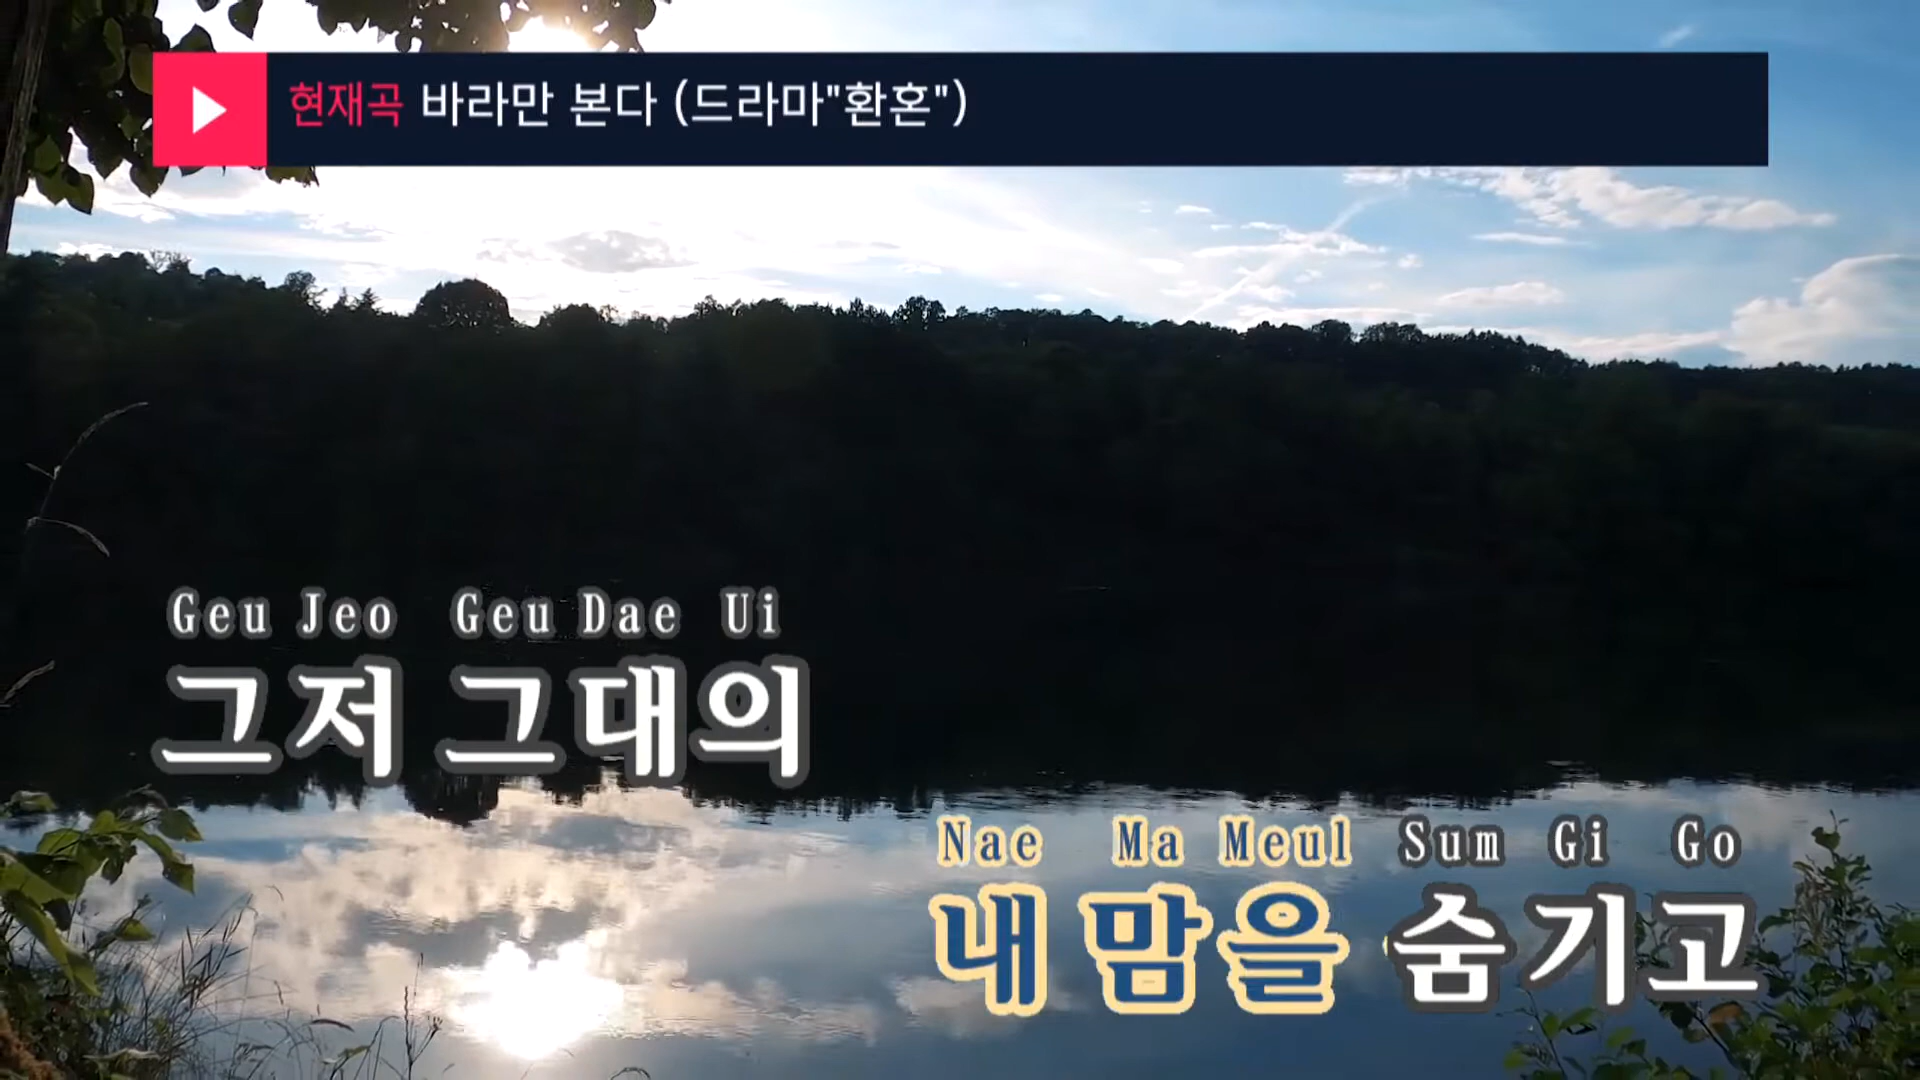 현재곡 바라만 본다 (드라마"환혼")
Geu Jeo Geu Dae Ui
그저 그대의
Nae Ma Meul Sum Gi Go
내 맘을 숨기고